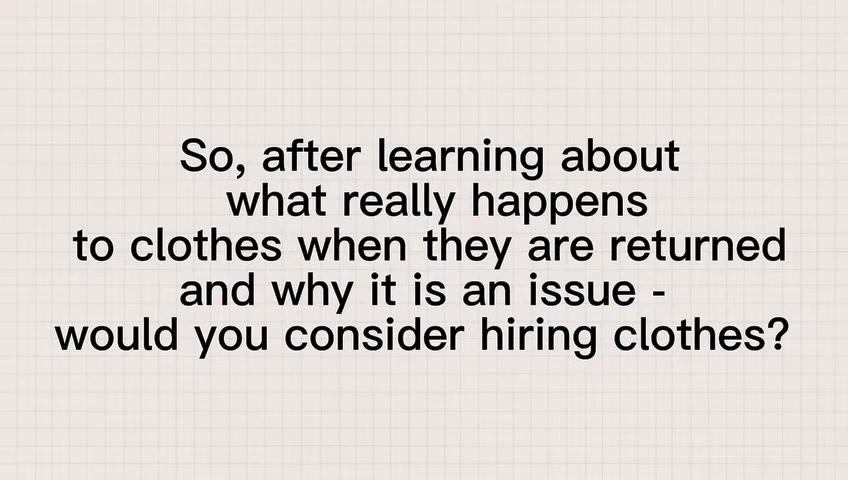 So, after learning about
what really happens
to clothes when they are returned
and why it is an issue -
would you consider hiring clothes?